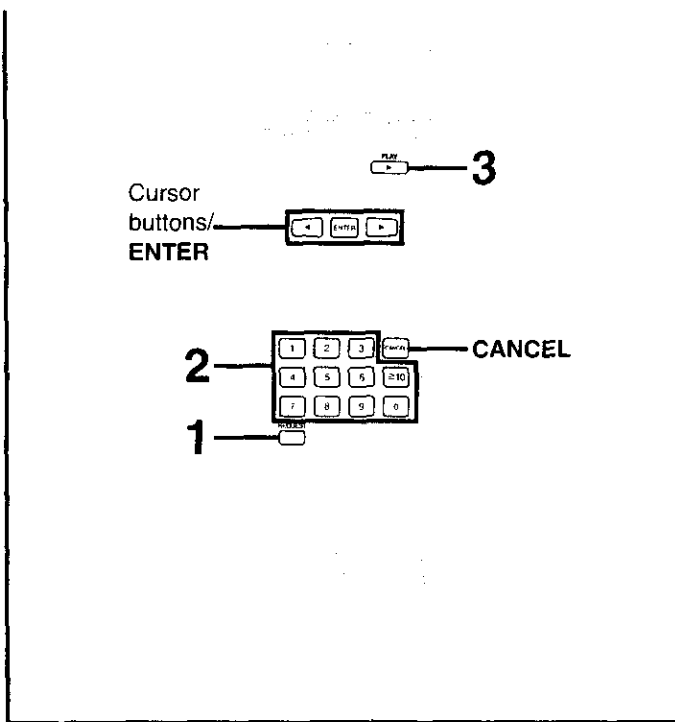 PLAY
3
Cursor
buttons/
ENTER
ENTER
1 2 3 CANCEL
CANCEL
2
4 5 6 ≥10
7 8 9 0
REQUEST
1